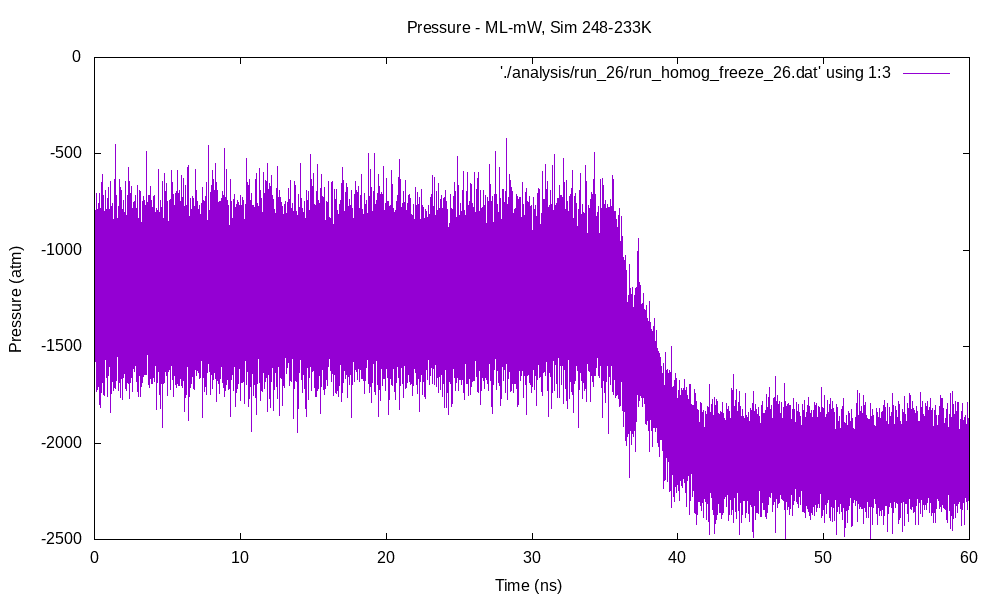 Pressure - ML-mW, Sim 248-233K
'./analysis/run_26/run_homog_freeze_26.dat' using 1:3
0
-500
-1000
-1500
-2000
-2500
Pressure (atm)
0 10 20 30 40 50 60
Time (ns)